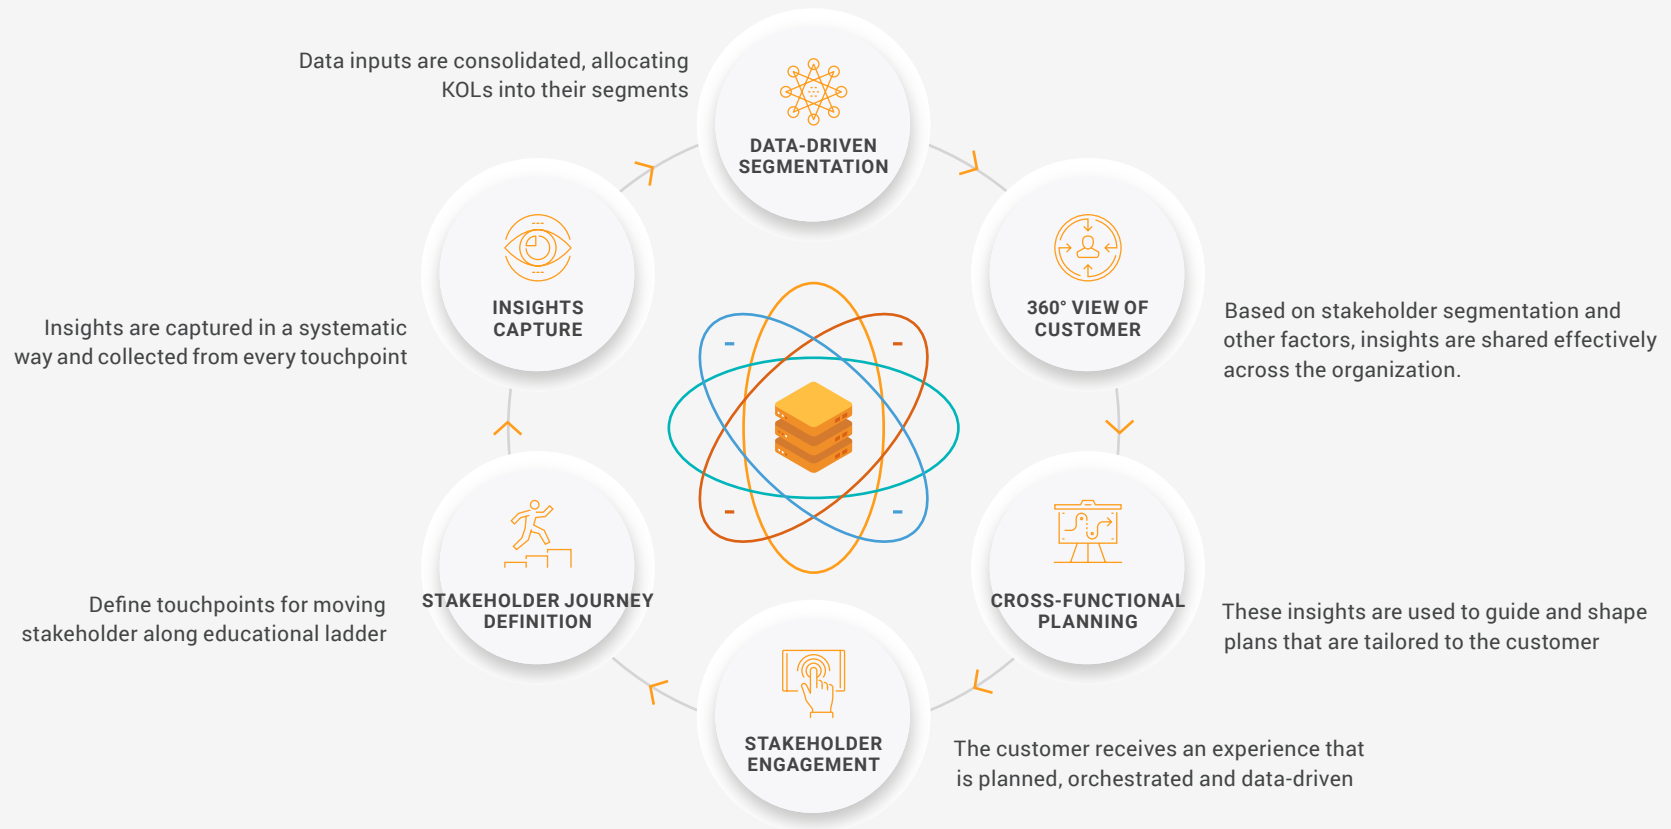 Data inputs are consolidated, allocating
KOLs into their segments
DATA-DRIVEN
SEGMENTATION
INSIGHTS
CAPTURE
360° VIEW OF
CUSTOMER
Based on stakeholder segmentation and
other factors, insights are shared effectively
across the organization.
Insights are captured in a systematic
way and collected from every touchpoint
STAKEHOLDER JOURNEY
DEFINITION
CROSS-FUNCTIONAL
PLANNING
Define touchpoints for moving
stakeholder along educational ladder
These insights are used to guide and shape
plans that are tailored to the customer
STAKEHOLDER
ENGAGEMENT
The customer receives an experience that
is planned, orchestrated and data-driven